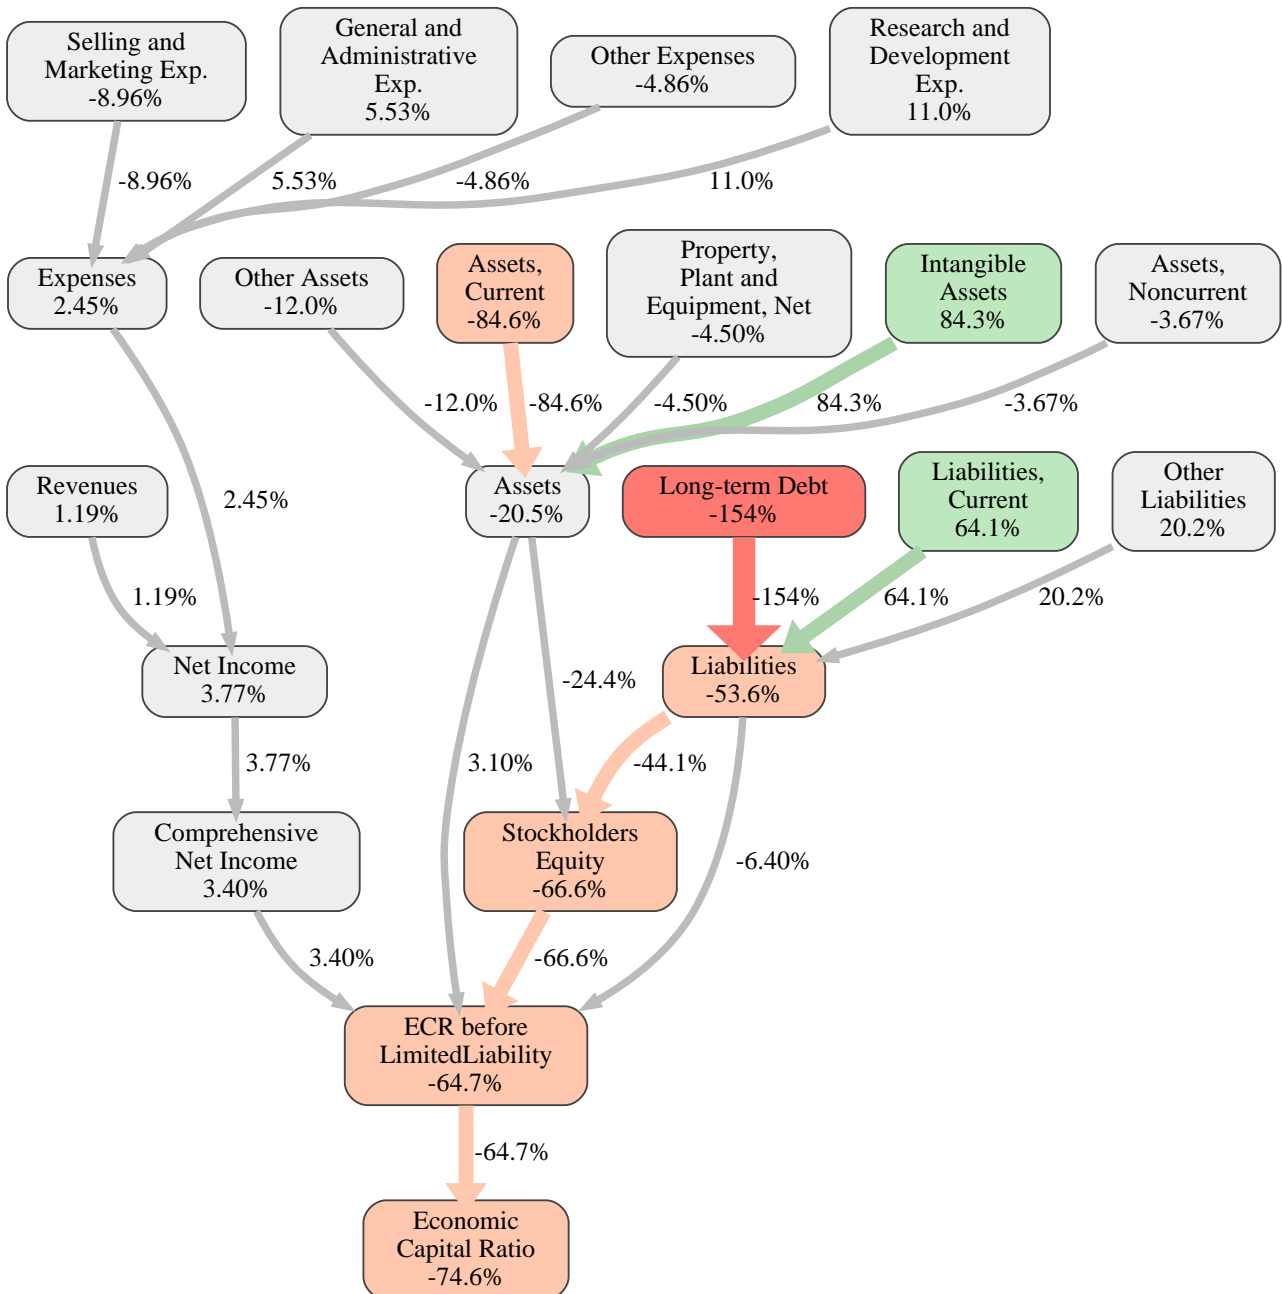 Selling and
Marketing Exp.
-8.96%
General and
Administrative
Exp.
5.53%
Other Expenses
-4.86%
Research and
Development
Exp.
11.0%
-8.96%
5.53%
-4.86%
11.0%
Expenses
2.45%
Other Assets
-12.0%
Assets,
Current
-84.6%
Property,
Plant and
Equipment, Net
-4.50%
Intangible
Assets
84.3%
Assets,
Noncurrent
-3.67%
-12.0%
-84.6%
-4.50%
84.3%
-3.67%
Revenues
1.19%
2.45%
Assets
-20.5%
Long-term Debt
-154%
Liabilities,
Current
64.1%
Other
Liabilities
20.2%
1.19%
-154%
64.1%
20.2%
Net Income
3.77%
-24.4%
Liabilities
-53.6%
3.77%
3.10%
-44.1%
Comprehensive
Net Income
3.40%
Stockholders
Equity
-66.6%
-6.40%
3.40%
-66.6%
ECR before
LimitedLiability
-64.7%
-64.7%
Economic
Capital Ratio
-74.6%